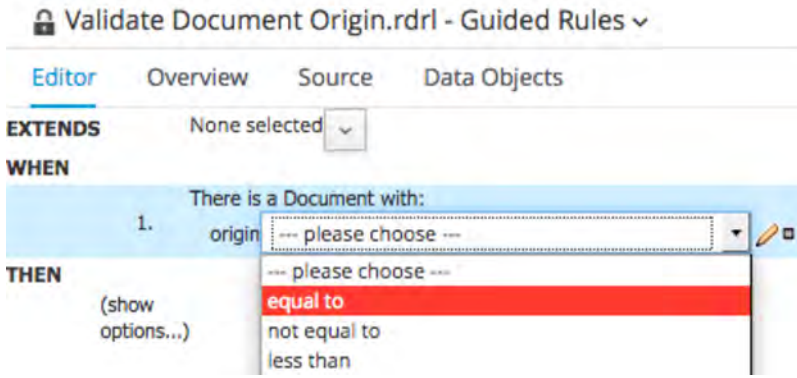 Validate Document Origin.rdrl - Guided Rules
Editor Overview Source Data Objects
EXTENDS None selected
WHEN
There is a Document with:
1. origin --- please choose ---
THEN --- please choose ---
(show equal to
options...) not equal to
less than